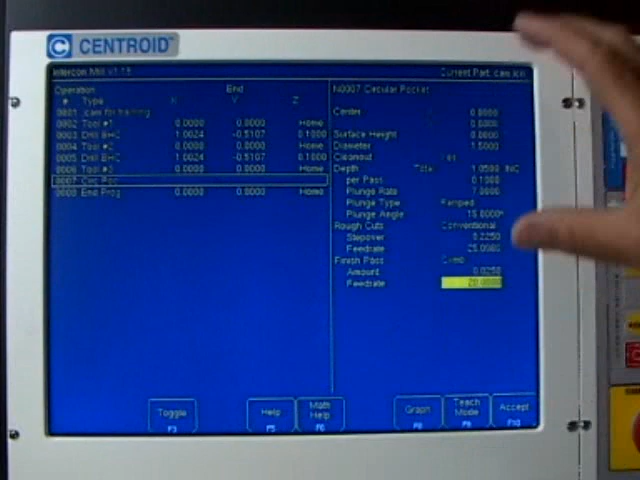 CENTROID™
Intercon Mill v1.18
Current Part: cam.icn
Operation End
# Type X Y Z
0001 ;cam for training
0002 Tool #1 0.0000 0.0000 Home
0003 Drill BHC 1.0024 -0.5107 0.1000
0004 Tool #2 0.0000 0.0000 Home
0005 Drill BHC 1.0024 -0.5107 0.1000
0006 Tool #3 0.0000 0.0000 Home
0007 Circ Poc
0008 End Prog 0.0000 0.0000 Home
N0007 Circular Pocket
Center 0.0000
0.0000
Surface Height 0.0000
Diameter 1.5000
Cleanout Yes
Depth Total 1.0500 INC
per Pass 0.1000
Plunge Rate 7.0000
Plunge Type Ramped
Plunge Angle 15.0000°
Rough Cuts Conventional
Stepover 0.2250
Feedrate 25.0000
Finish Pass Climb
Amount 0.0250
Feedrate 20.0000
Toggle F3
Help F5
Math Help F6
Graph F8
Teach Mode F9
Accept F10